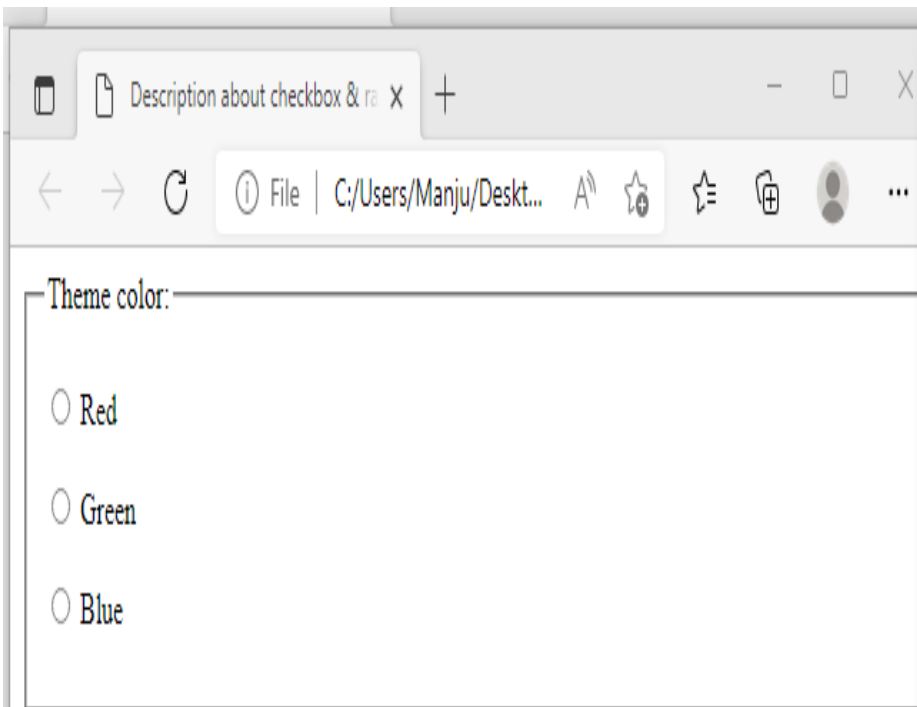 Description about checkbox & ra
File C:/Users/Manju/Deskt...
Theme color:
Red
Green
Blue